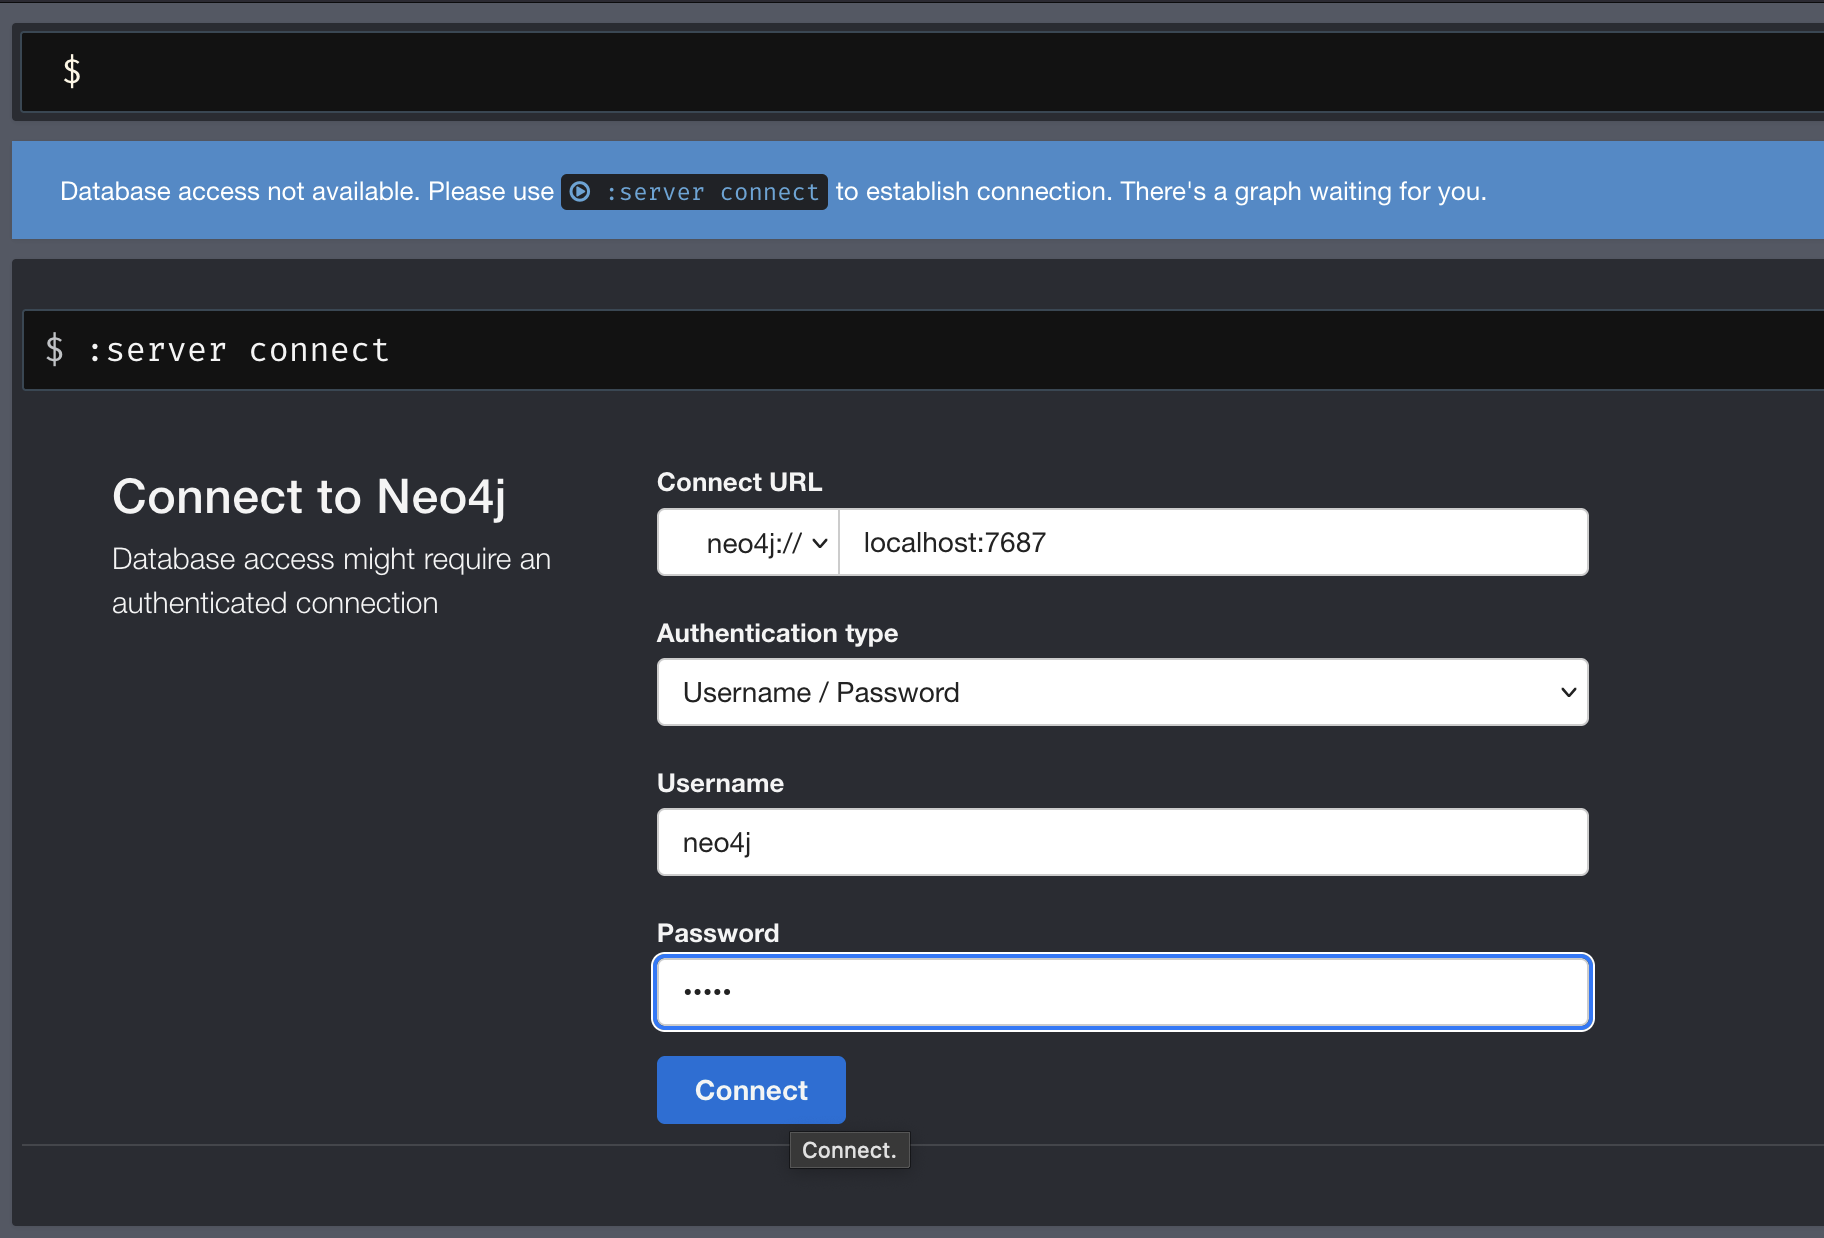 $
Database access not available. Please use :server connect to establish connection. There's a graph waiting for you.
$ :server connect
Connect to Neo4j
Database access might require an
authenticated connection
Connect URL
neo4j:// localhost:7687
Authentication type
Username / Password
Username
neo4j
Password
•••••
Connect
Connect.